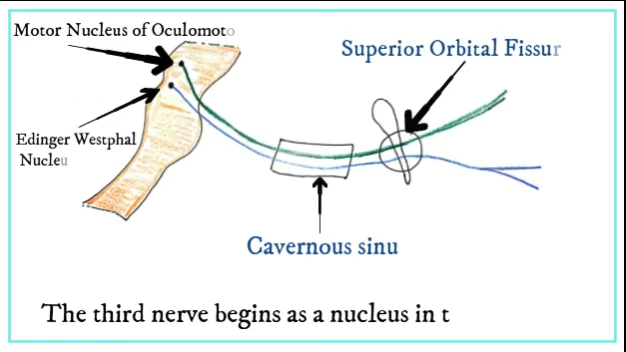 Motor Nucleus of Oculomoto
Superior Orbital Fissur
Edinger Westphal
Nucleu
Cavernous sinu
The third nerve begins as a nucleus in t